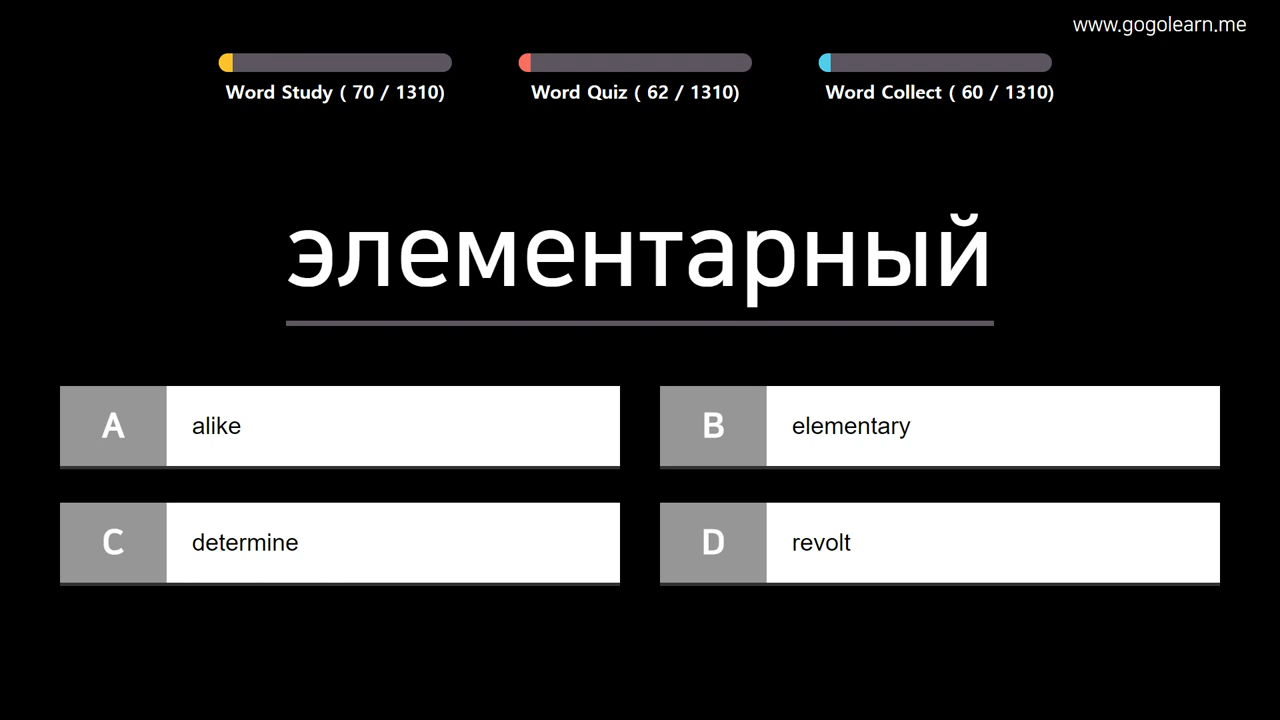 www.gogolearn.me
Word Study ( 70 / 1310)
Word Quiz ( 62 / 1310)
Word Collect ( 60 / 1310)
элементарный
A alike
B elementary
C determine
D revolt